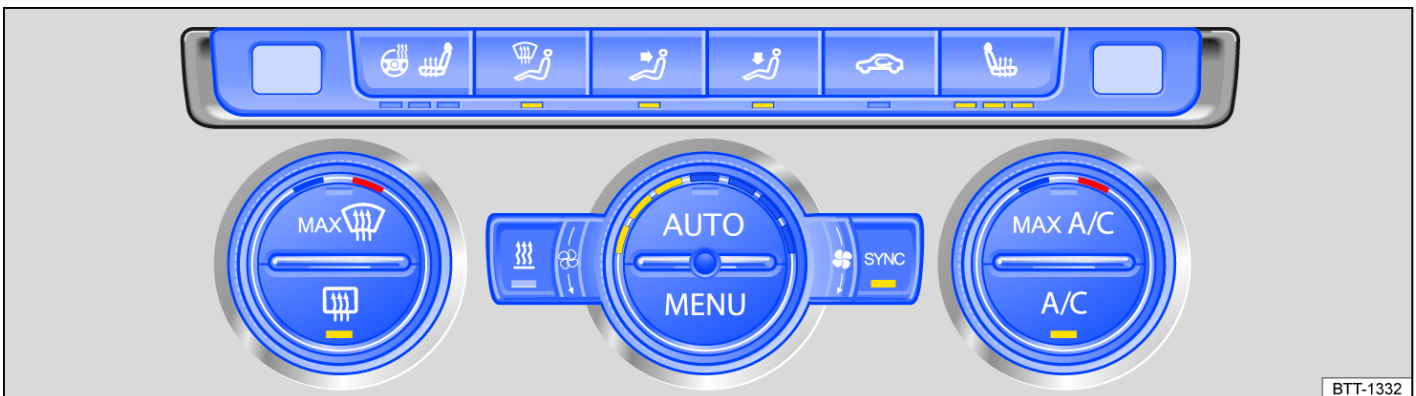 MAX
AUTO
MENU
SYNC
MAX A/C
A/C
BTT-1332